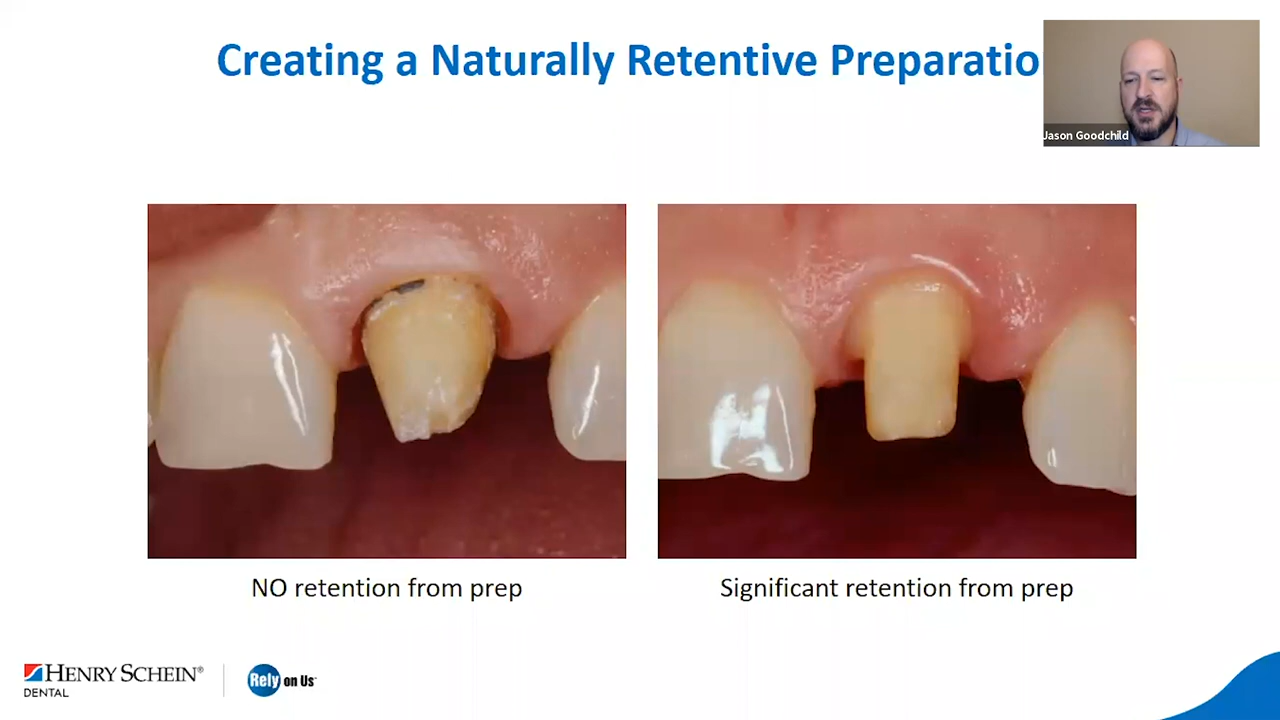 Creating a Naturally Retentive Preparatio
Jason Goodchild
NO retention from prep
Significant retention from prep
HENRY SCHEIN®
DENTAL
Rely on Us™